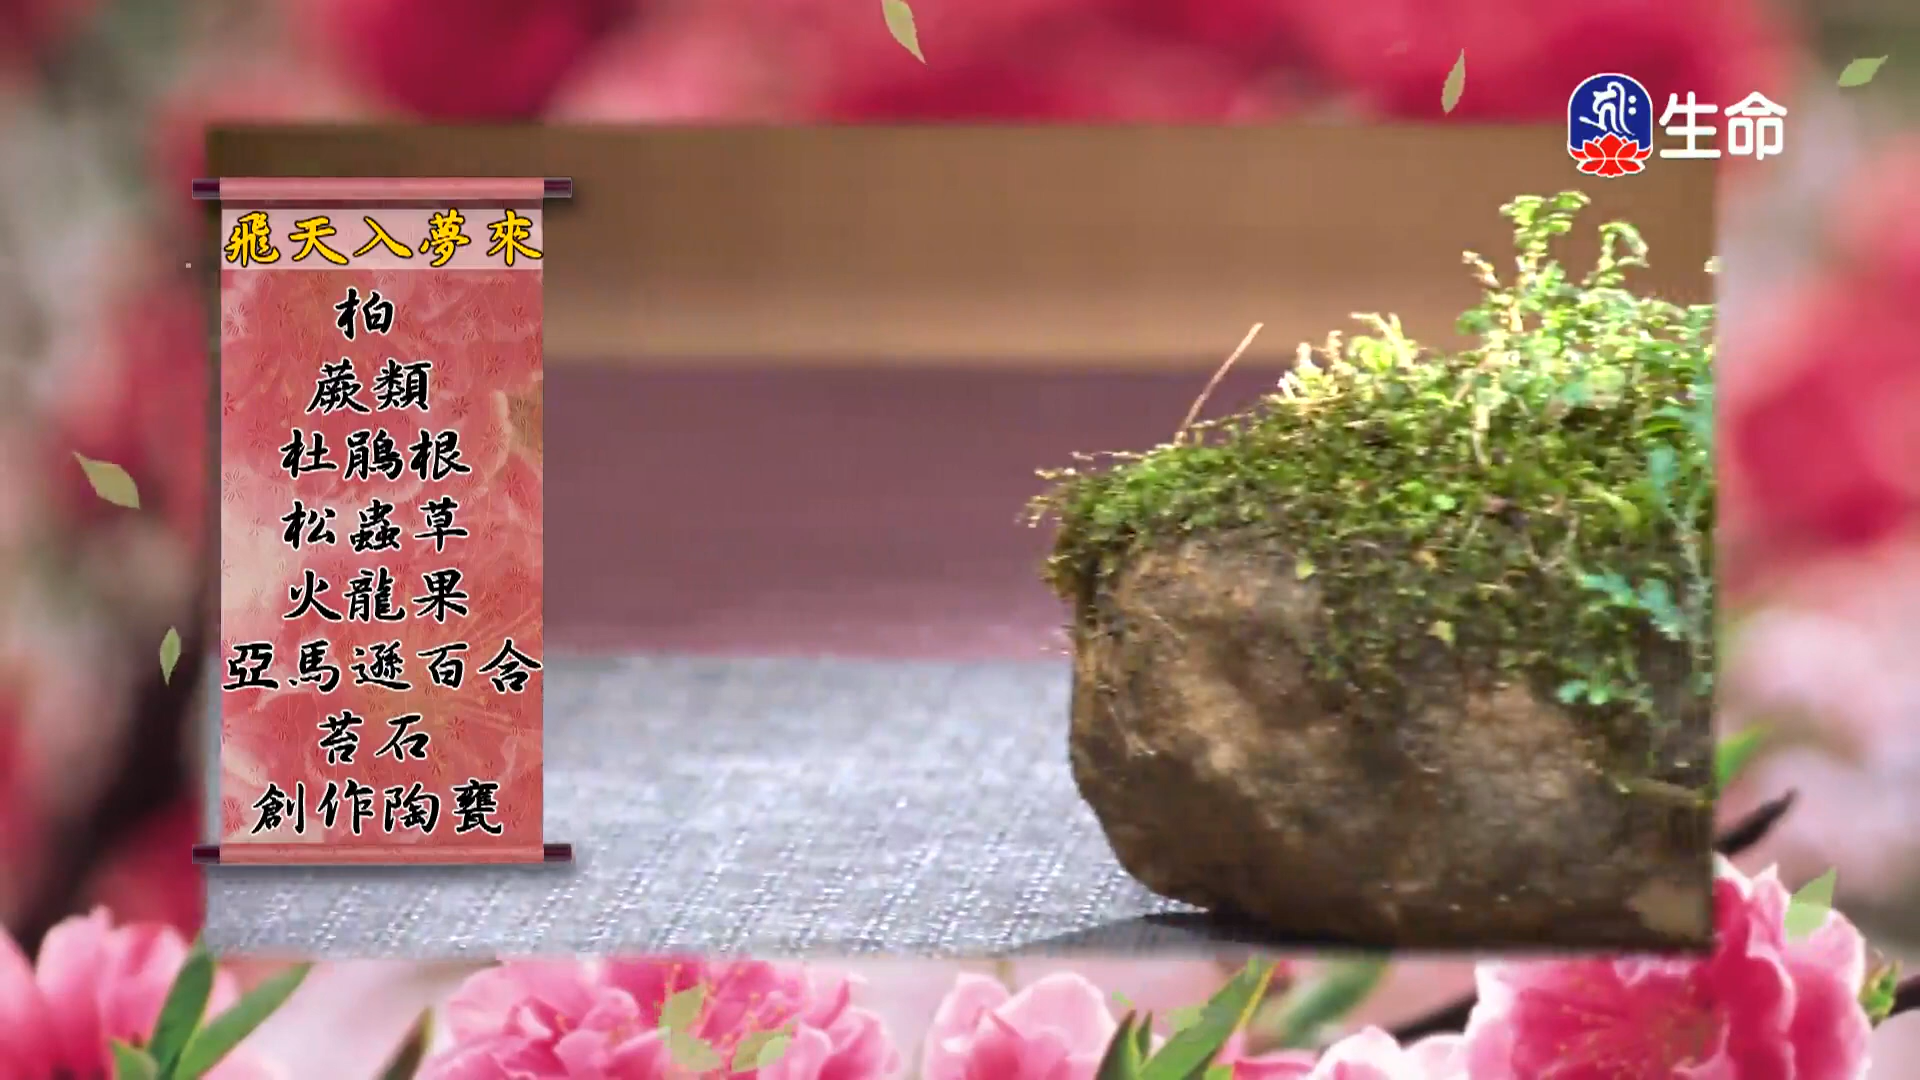 生命
飛天入夢來
柏
蕨類
杜鵑根
松蟲草
火龍果
亞馬遜百合
苔石
創作陶甕